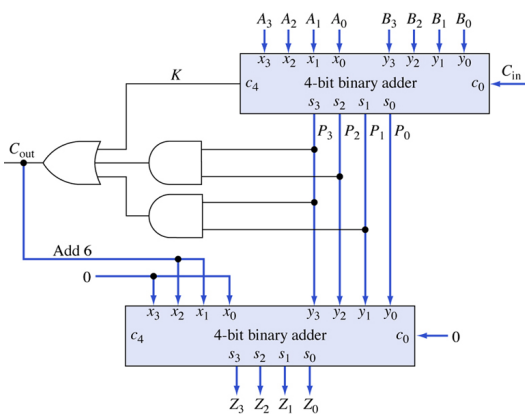 A3 A2 A1 A0 B3 B2 B1 B0
x3 x2 x1 x0 y3 y2 y1 y0
K c4 4-bit binary adder c0 Cin
s3 s2 s1 s0
P3 P2 P1 P0
Cout
Add 6
0
x3 x2 x1 x0 y3 y2 y1 y0
c4 4-bit binary adder c0 0
s3 s2 s1 s0
Z3 Z2 Z1 Z0